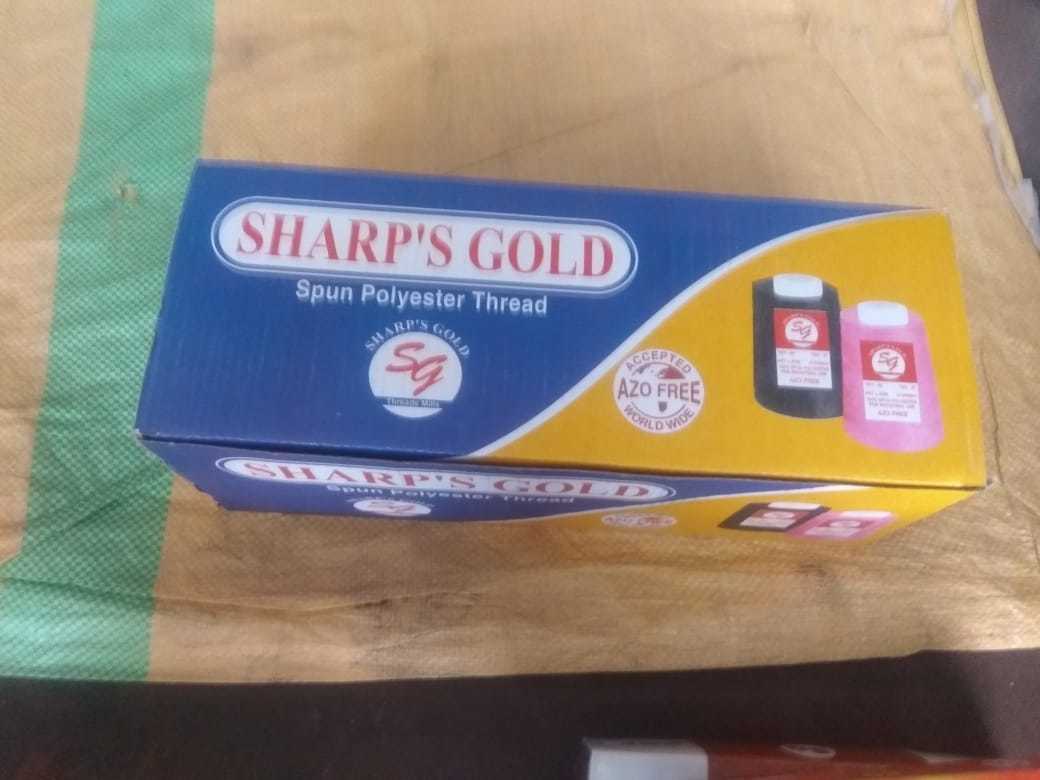 SHARP'S GOLD
Spun Polyester Thread
SHARP'S GOLD
SG
Threads Mills
ACCEPTED
AZO FREE
WORLD WIDE
SG
AZO FREE
SG
AZO FREE
SHARP'S GOLD
Spun Polyester Thread
SG